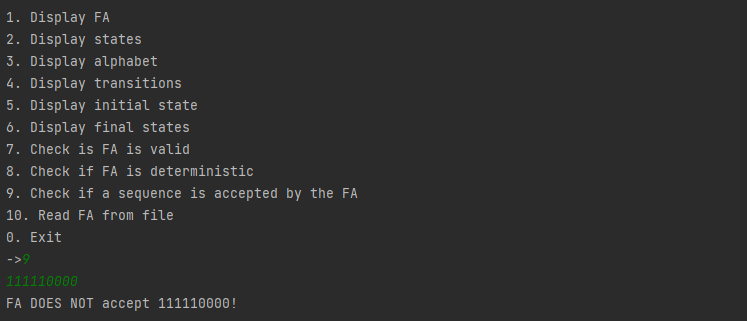 1. Display FA
2. Display states
3. Display alphabet
4. Display transitions
5. Display initial state
6. Display final states
7. Check is FA is valid
8. Check if FA is deterministic
9. Check if a sequence is accepted by the FA
10. Read FA from file
0. Exit
->9
111110000
FA DOES NOT accept 111110000!